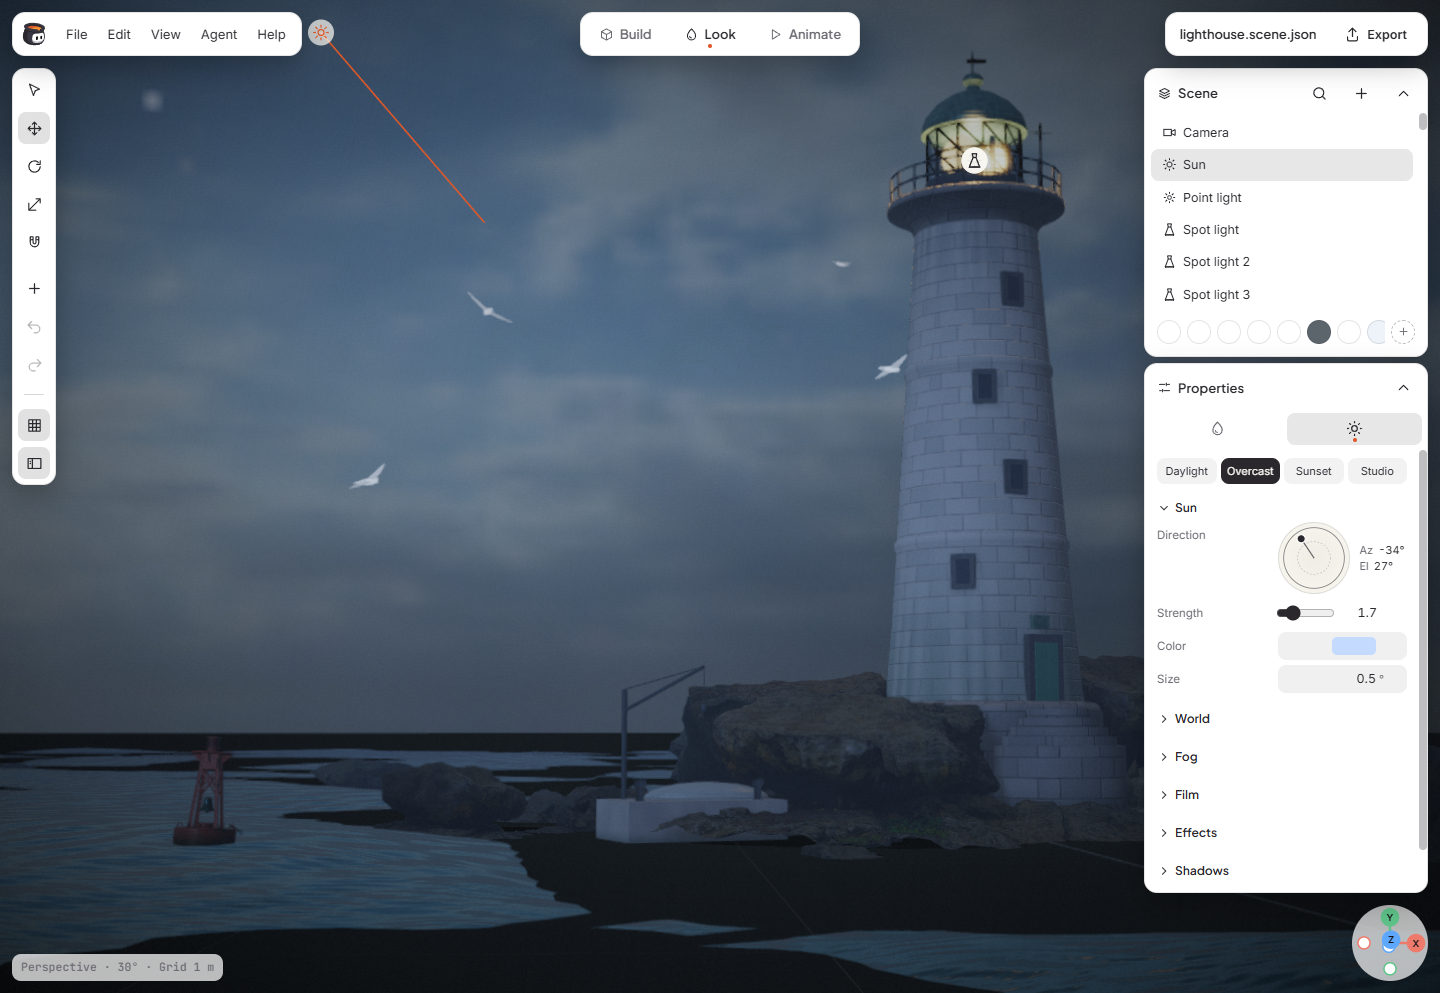 File Edit View Agent Help
Build Look Animate
lighthouse.scene.json Export
Scene
Camera
Sun
Point light
Spot light
Spot light 2
Spot light 3
Properties
Daylight Overcast Sunset Studio
Sun
Direction
Az -34°
El 27°
Strength 1.7
Color
Size 0.5 °
World
Fog
Film
Effects
Shadows
Y
Z X
Perspective · 30° · Grid 1 m